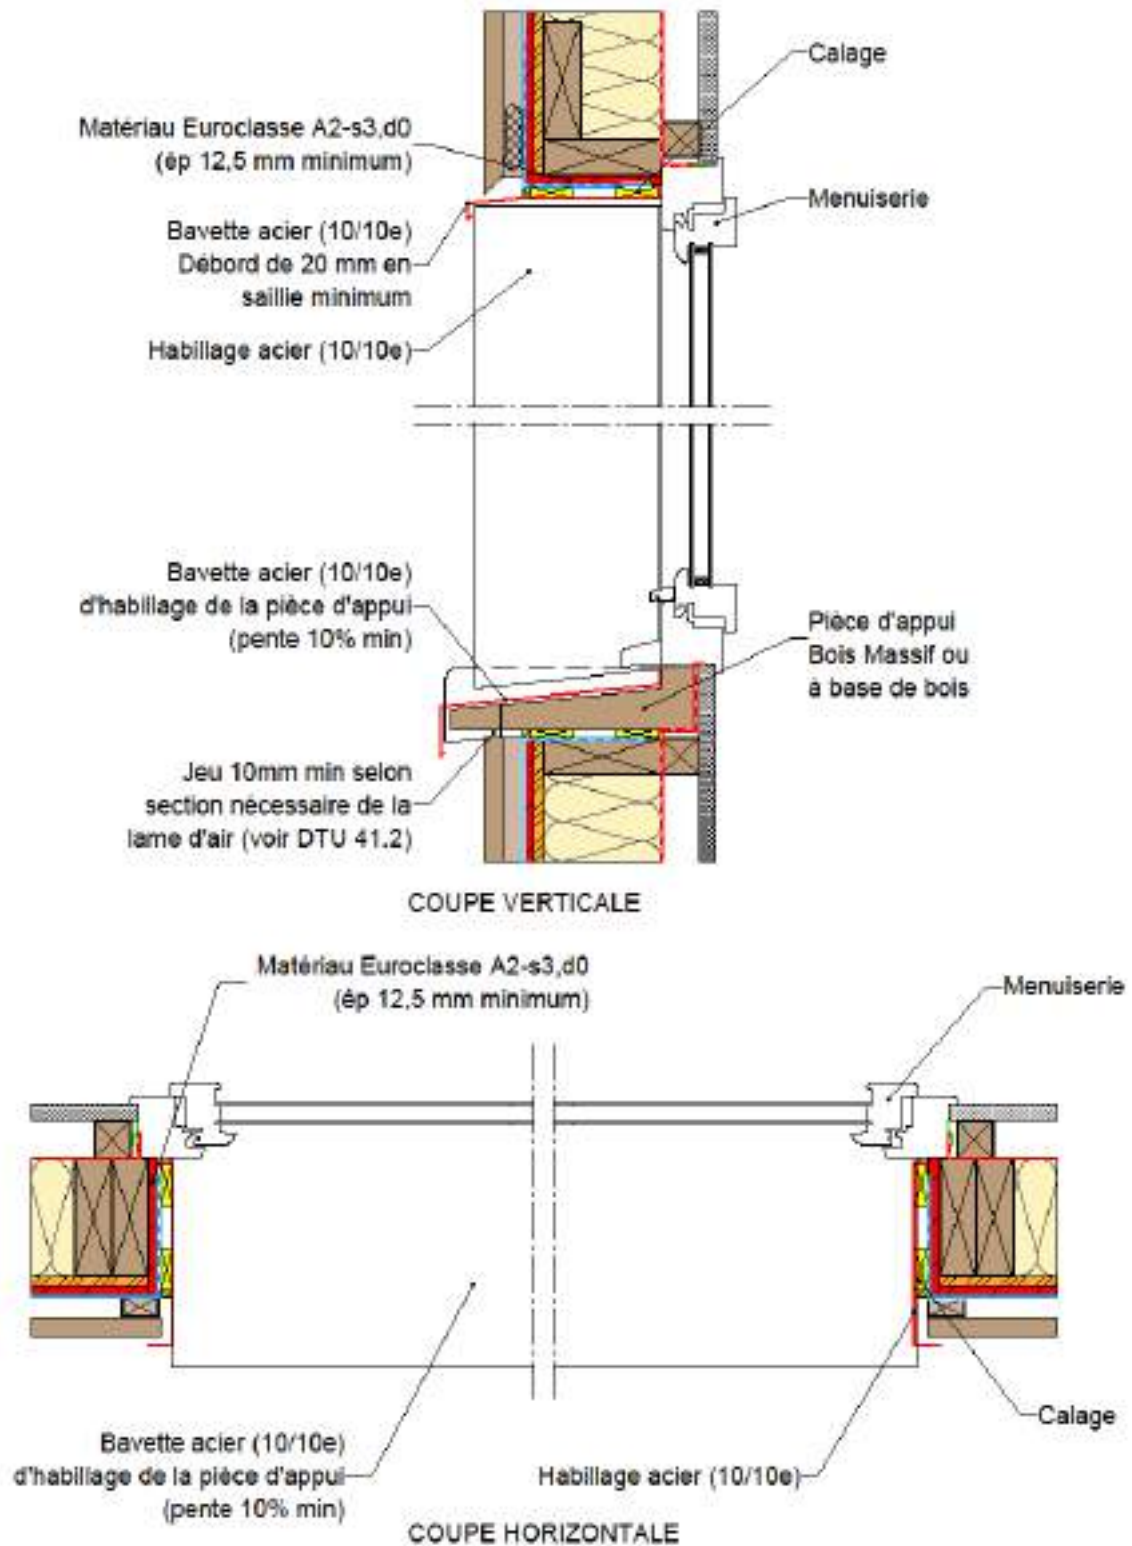 Calage
Matériau Euroclasse A2-s3,d0
(ép 12,5 mm minimum)
Menuiserie
Bavette acier (10/10e)
Débord de 20 mm en
saillie minimum
Habillage acier (10/10e)
Bavette acier (10/10e)
d'habillage de la pièce d'appui
(pente 10% min)
Pièce d'appui
Bois Massif ou
à base de bois
Jeu 10mm min selon
section nécessaire de la
lame d'air (voir DTU 41.2)
COUPE VERTICALE
Matériau Euroclasse A2-s3,d0
(ép 12,5 mm minimum)
Menuiserie
Calage
Bavette acier (10/10e)
d'habillage de la pièce d'appui
(pente 10% min)
Habillage acier (10/10e)
COUPE HORIZONTALE